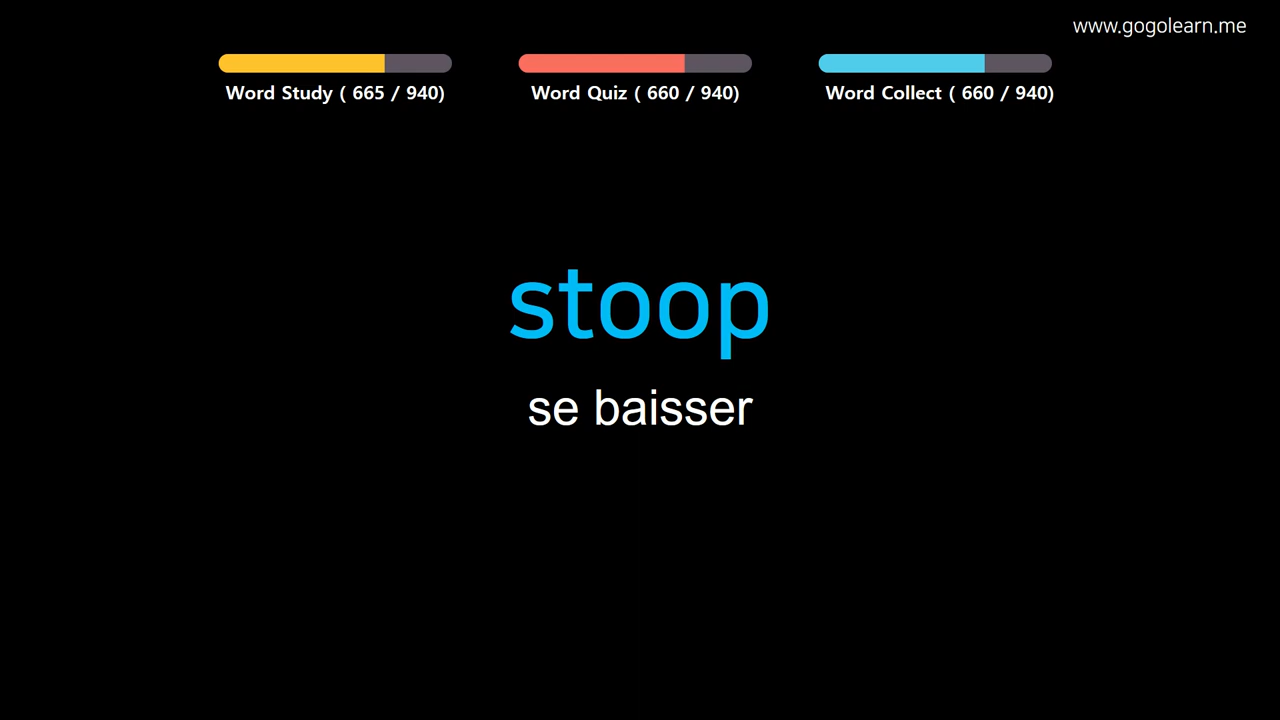 www.gogolearn.me
Word Study ( 665 / 940)
Word Quiz ( 660 / 940)
Word Collect ( 660 / 940)
stoop
se baisser